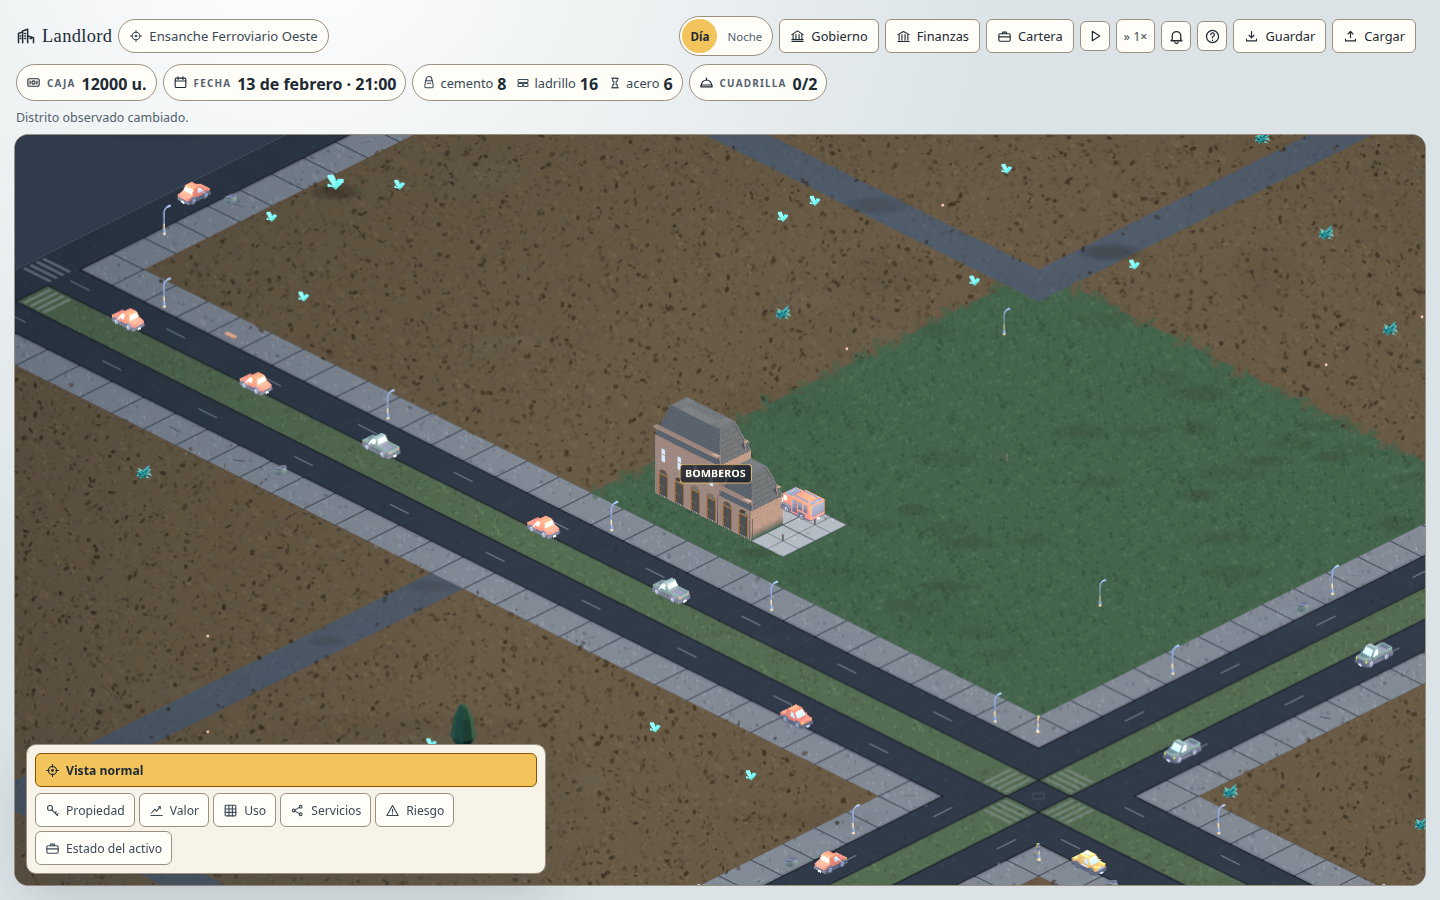 Landlord
Ensanche Ferroviario Oeste
Día
Noche
Gobierno
Finanzas
Cartera
» 1×
Guardar
Cargar
CAJA 12000 u.
FECHA 13 de febrero · 21:00
cemento 8 ladrillo 16 acero 6
CUADRILLA 0/2
Distrito observado cambiado.
BOMBEROS
Vista normal
Propiedad
Valor
Uso
Servicios
Riesgo
Estado del activo